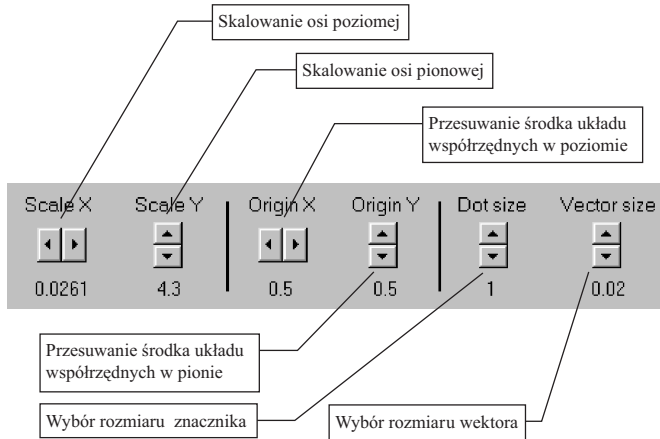 Skalowanie osi poziomej
Skalowanie osi pionowej
Przesuwanie środka układu
współrzędnych w poziomie
Scale X Scale Y Origin X Origin Y Dot size Vector size
0.0261 4.3 0.5 0.5 1 0.02
Przesuwanie środka układu
współrzędnych w pionie
Wybór rozmiaru znacznika Wybór rozmiaru wektora